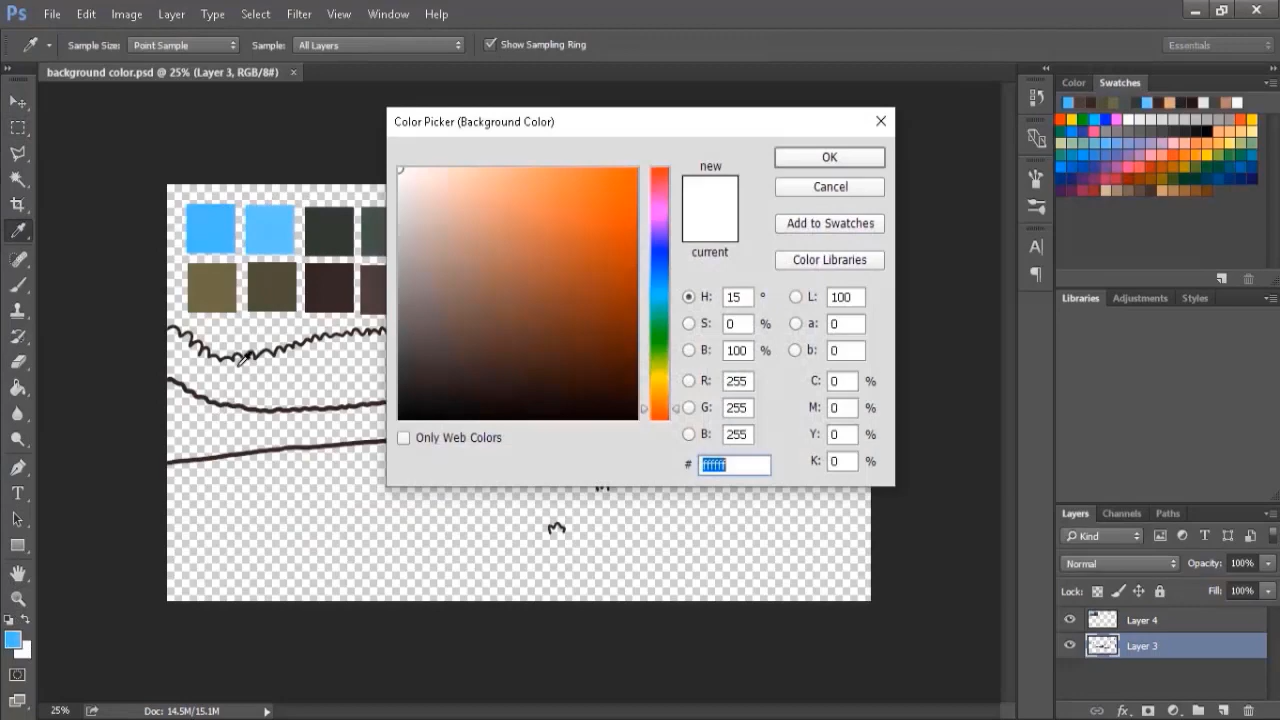 Ps File Edit Image Layer Type Select Filter View Window Help
Sample Size: Point Sample Sample: All Layers Show Sampling Ring Essentials
background color.psd @ 25% (Layer 3, RGB/8#) ×
Color Swatches
Color Picker (Background Color)
new
current
OK
Cancel
Add to Swatches
Color Libraries
H: 15 °
S: 0 %
B: 100 %
R: 255
G: 255
B: 255
# ffffff
L: 100
a: 0
b: 0
C: 0 %
M: 0 %
Y: 0 %
K: 0 %
Only Web Colors
Libraries Adjustments Styles
Layers Channels Paths
Kind
Normal Opacity: 100%
Lock: Fill: 100%
Layer 4
Layer 3
25% Doc: 14.5M/15.1M